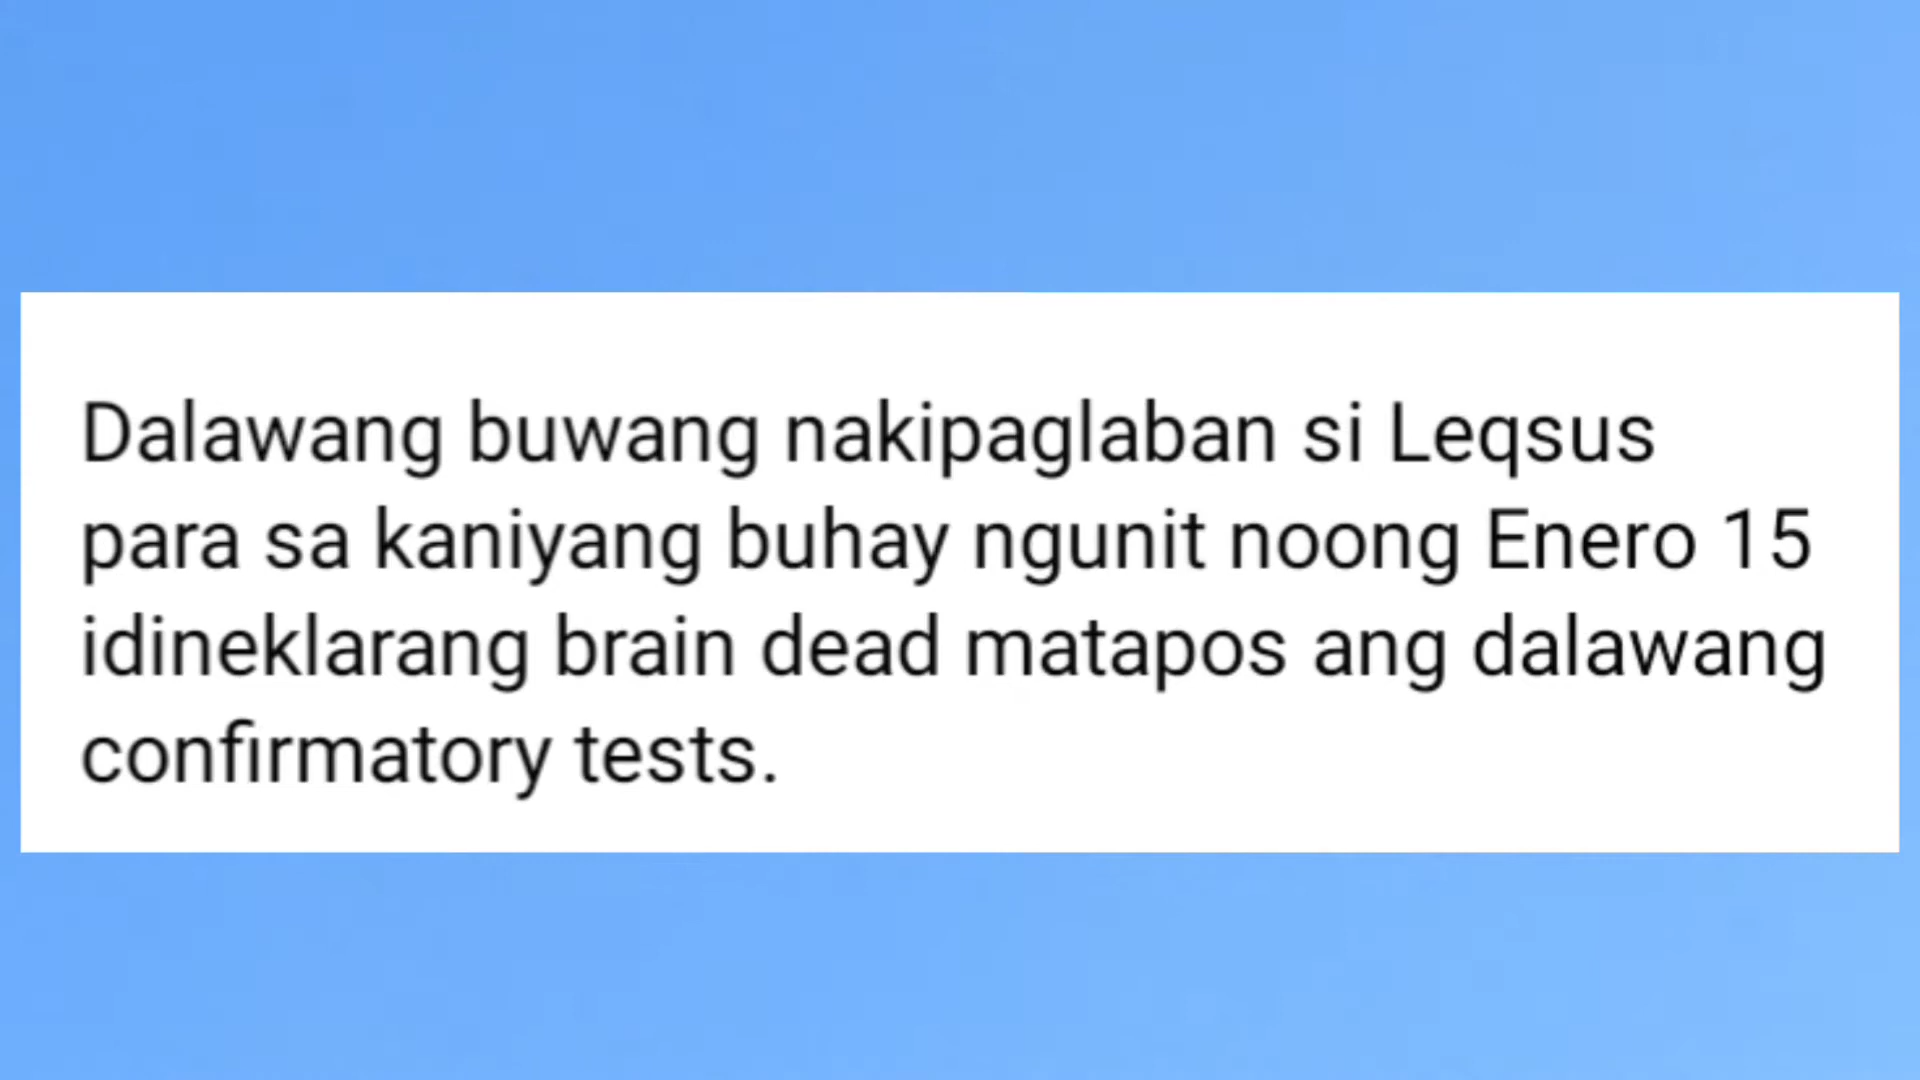 Dalawang buwang nakipaglaban si Leqsus
para sa kaniyang buhay ngunit noong Enero 15
idineklarang brain dead matapos ang dalawang
confirmatory tests.